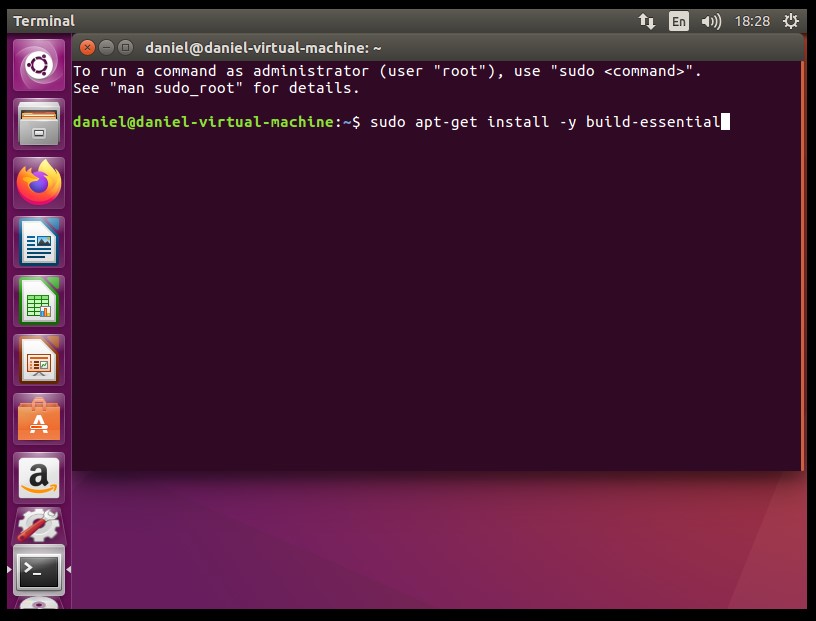 Terminal
En
18:28
daniel@daniel-virtual-machine: ~
To run a command as administrator (user "root"), use "sudo <command>".
See "man sudo_root" for details.
daniel@daniel-virtual-machine:~$ sudo apt-get install -y build-essential
A
a
>_